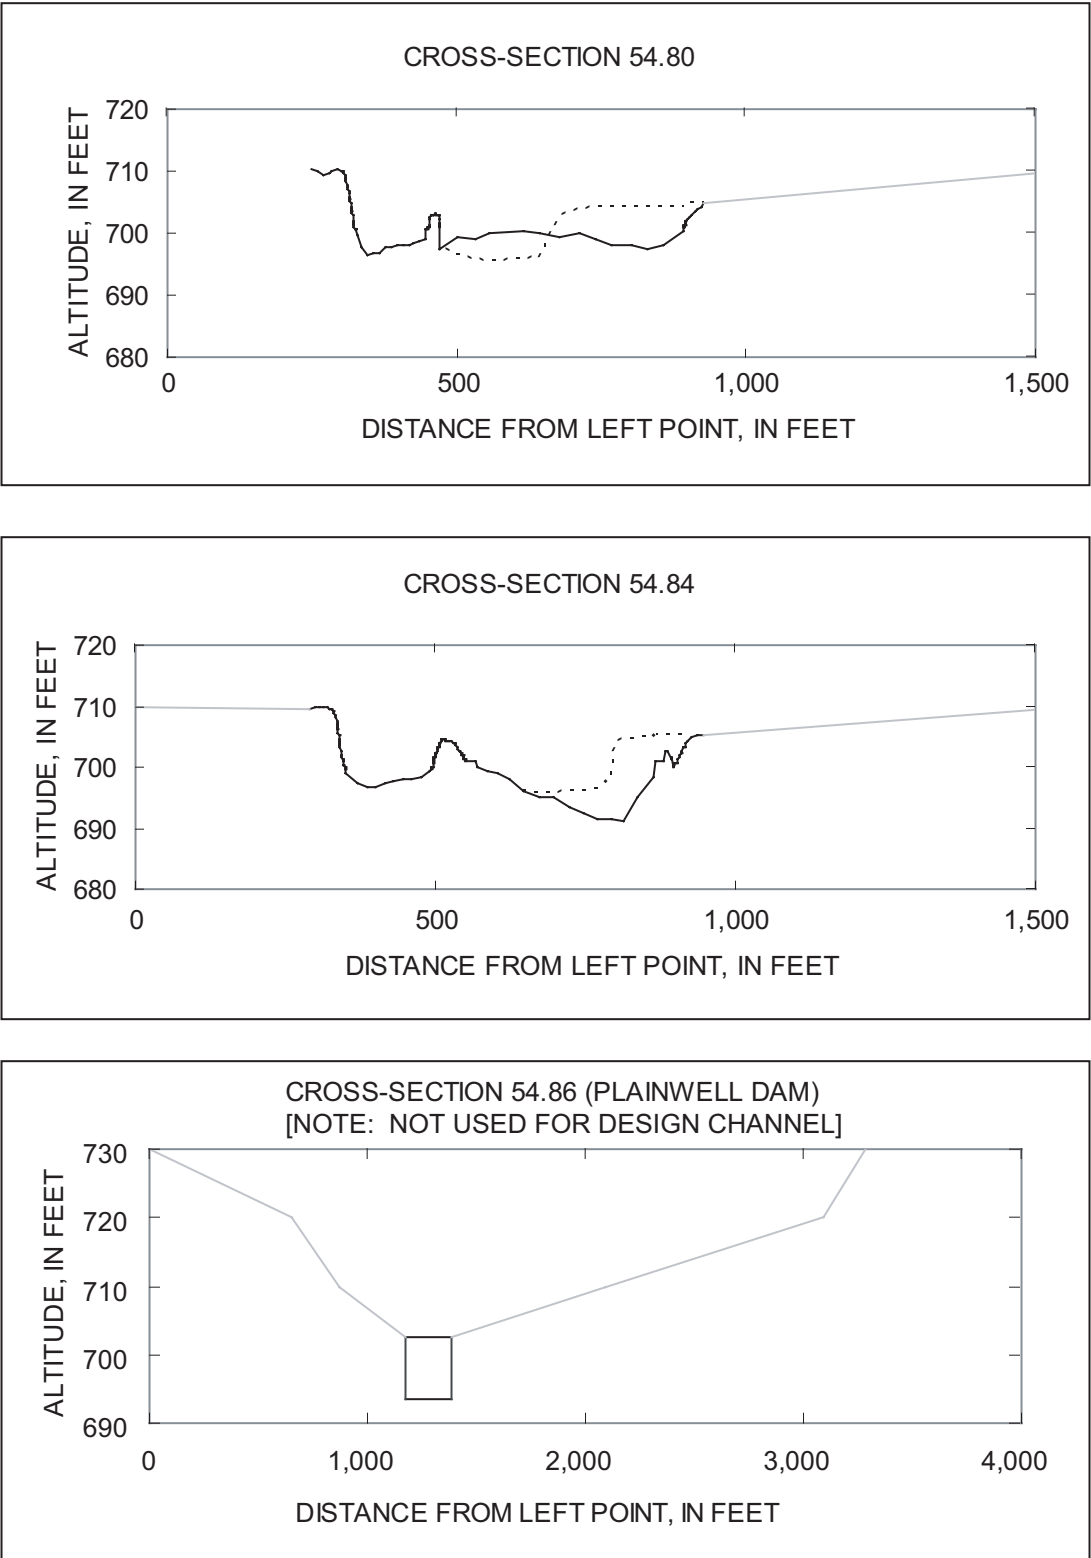 CROSS-SECTION 54.80
720
710
700
690
680
ALTITUDE, IN FEET
0 500 1,000 1,500
DISTANCE FROM LEFT POINT, IN FEET
CROSS-SECTION 54.84
720
710
700
690
680
ALTITUDE, IN FEET
0 500 1,000 1,500
DISTANCE FROM LEFT POINT, IN FEET
CROSS-SECTION 54.86 (PLAINWELL DAM)
[NOTE: NOT USED FOR DESIGN CHANNEL]
730
720
710
700
690
ALTITUDE, IN FEET
0 1,000 2,000 3,000 4,000
DISTANCE FROM LEFT POINT, IN FEET